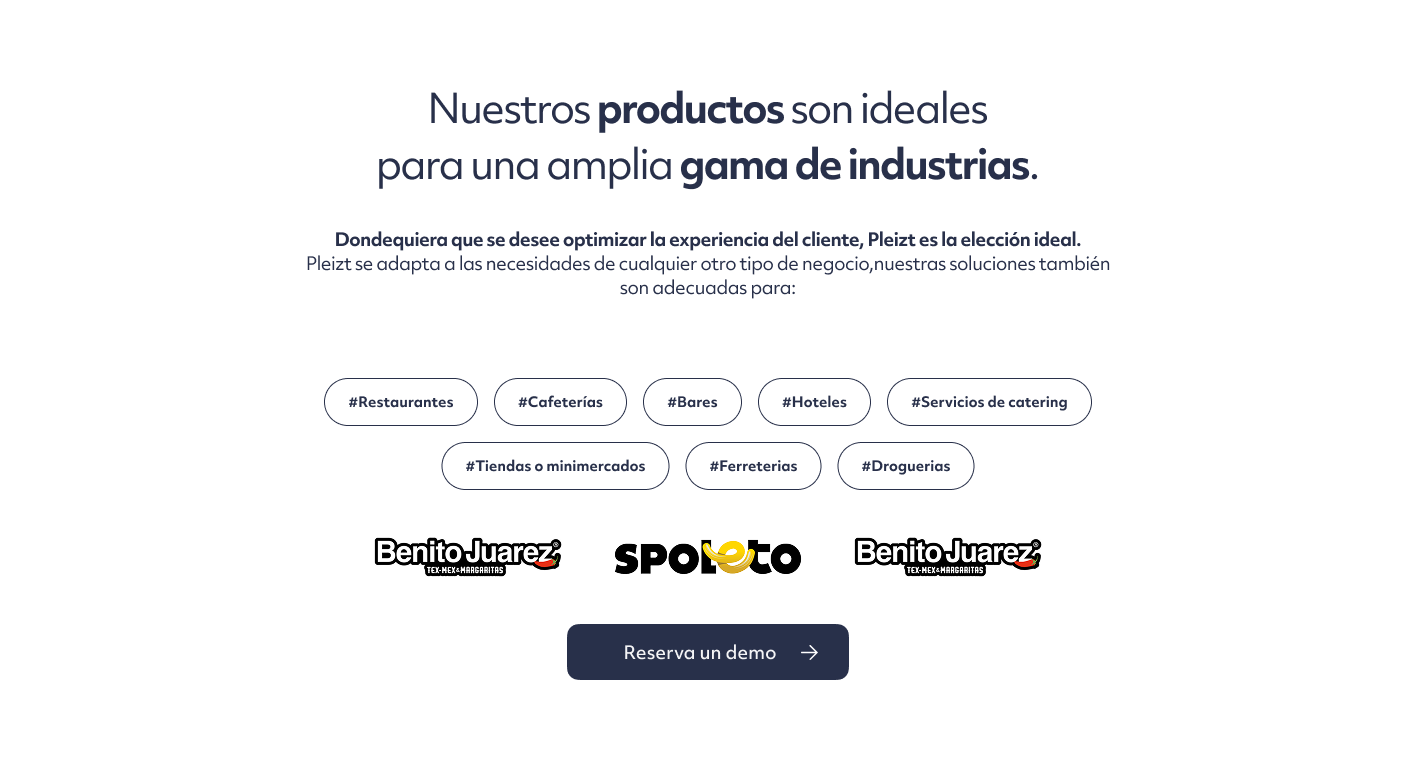 Nuestros productos son ideales
para una amplia gama de industrias.
Dondequiera que se desee optimizar la experiencia del cliente, Pleizt es la elección ideal.
Pleizt se adapta a las necesidades de cualquier otro tipo de negocio,nuestras soluciones también
son adecuadas para:
#Restaurantes #Cafeterías #Bares #Hoteles #Servicios de catering
#Tiendas o minimercados #Ferreterias #Droguerias
Benito Juarez® SPOLETO Benito Juarez®
TEX-MEX&MARGARITAS TEX-MEX&MARGARITAS
Reserva un demo →